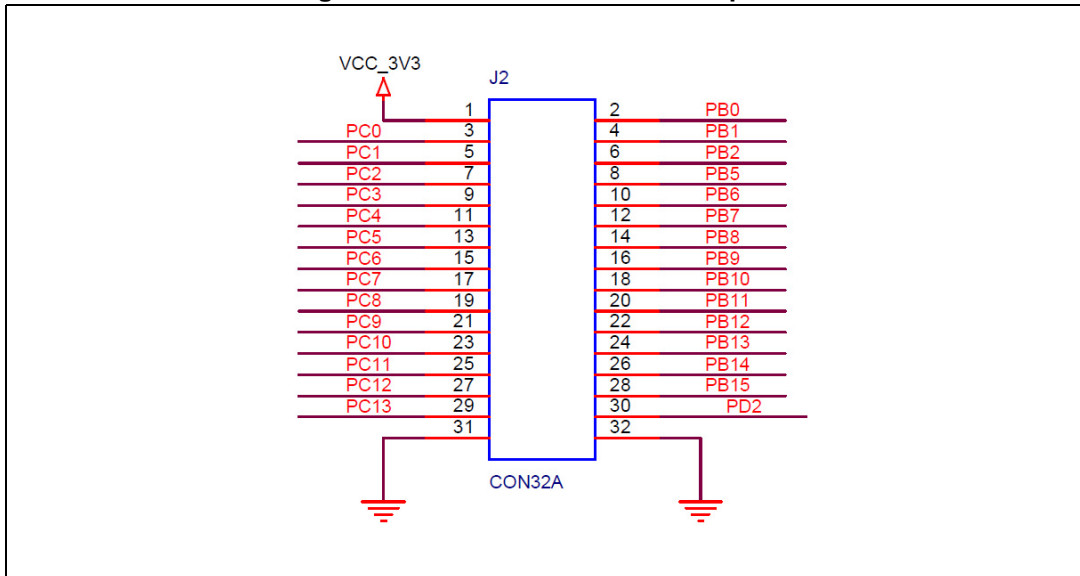 VCC_3V3
J2
1 2 PB0
PC0 3 4 PB1
PC1 5 6 PB2
PC2 7 8 PB5
PC3 9 10 PB6
PC4 11 12 PB7
PC5 13 14 PB8
PC6 15 16 PB9
PC7 17 18 PB10
PC8 19 20 PB11
PC9 21 22 PB12
PC10 23 24 PB13
PC11 25 26 PB14
PC12 27 28 PB15
PC13 29 30 PD2
31 32
CON32A